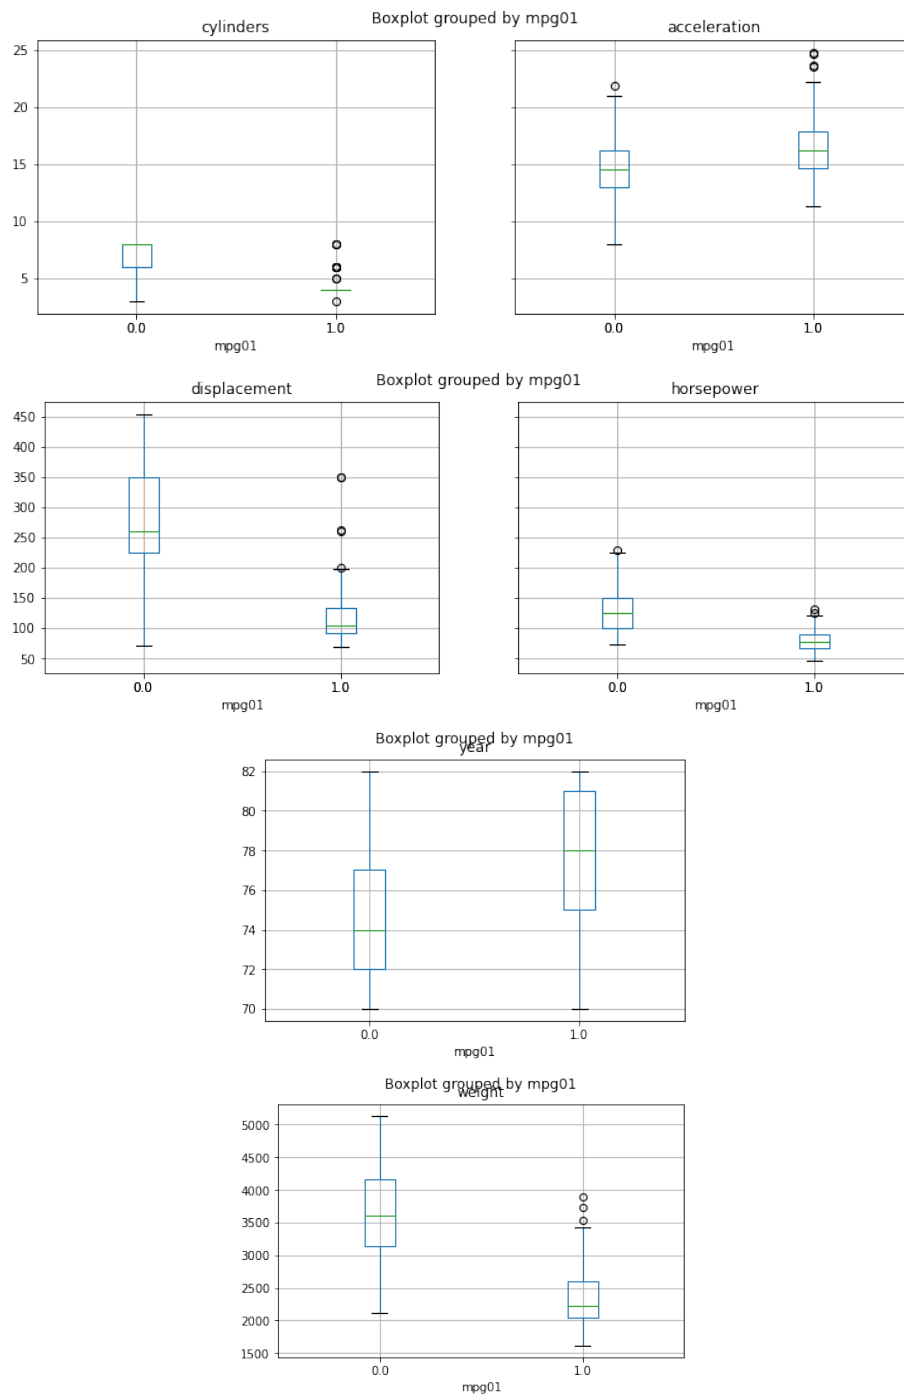 Boxplot grouped by mpg01
cylinders acceleration
25
20
15
10
5
0.0 1.0 0.0 1.0
mpg01 mpg01
Boxplot grouped by mpg01
displacement horsepower
450
400
350
300
250
200
150
100
50
0.0 1.0 0.0 1.0
mpg01 mpg01
Boxplot grouped by mpg01
year
82
80
78
76
74
72
70
0.0 1.0
mpg01
Boxplot grouped by mpg01
weight
5000
4500
4000
3500
3000
2500
2000
1500
0.0 1.0
mpg01